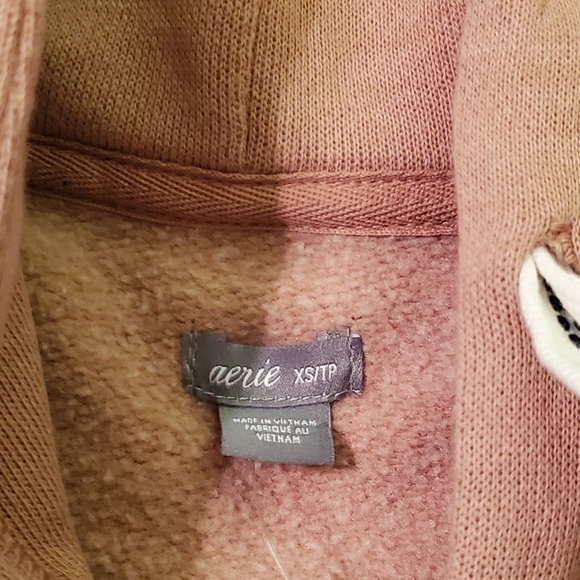 aerie XS/TP
MADE IN VIETNAM
FABRIQUÉ AU
VIETNAM